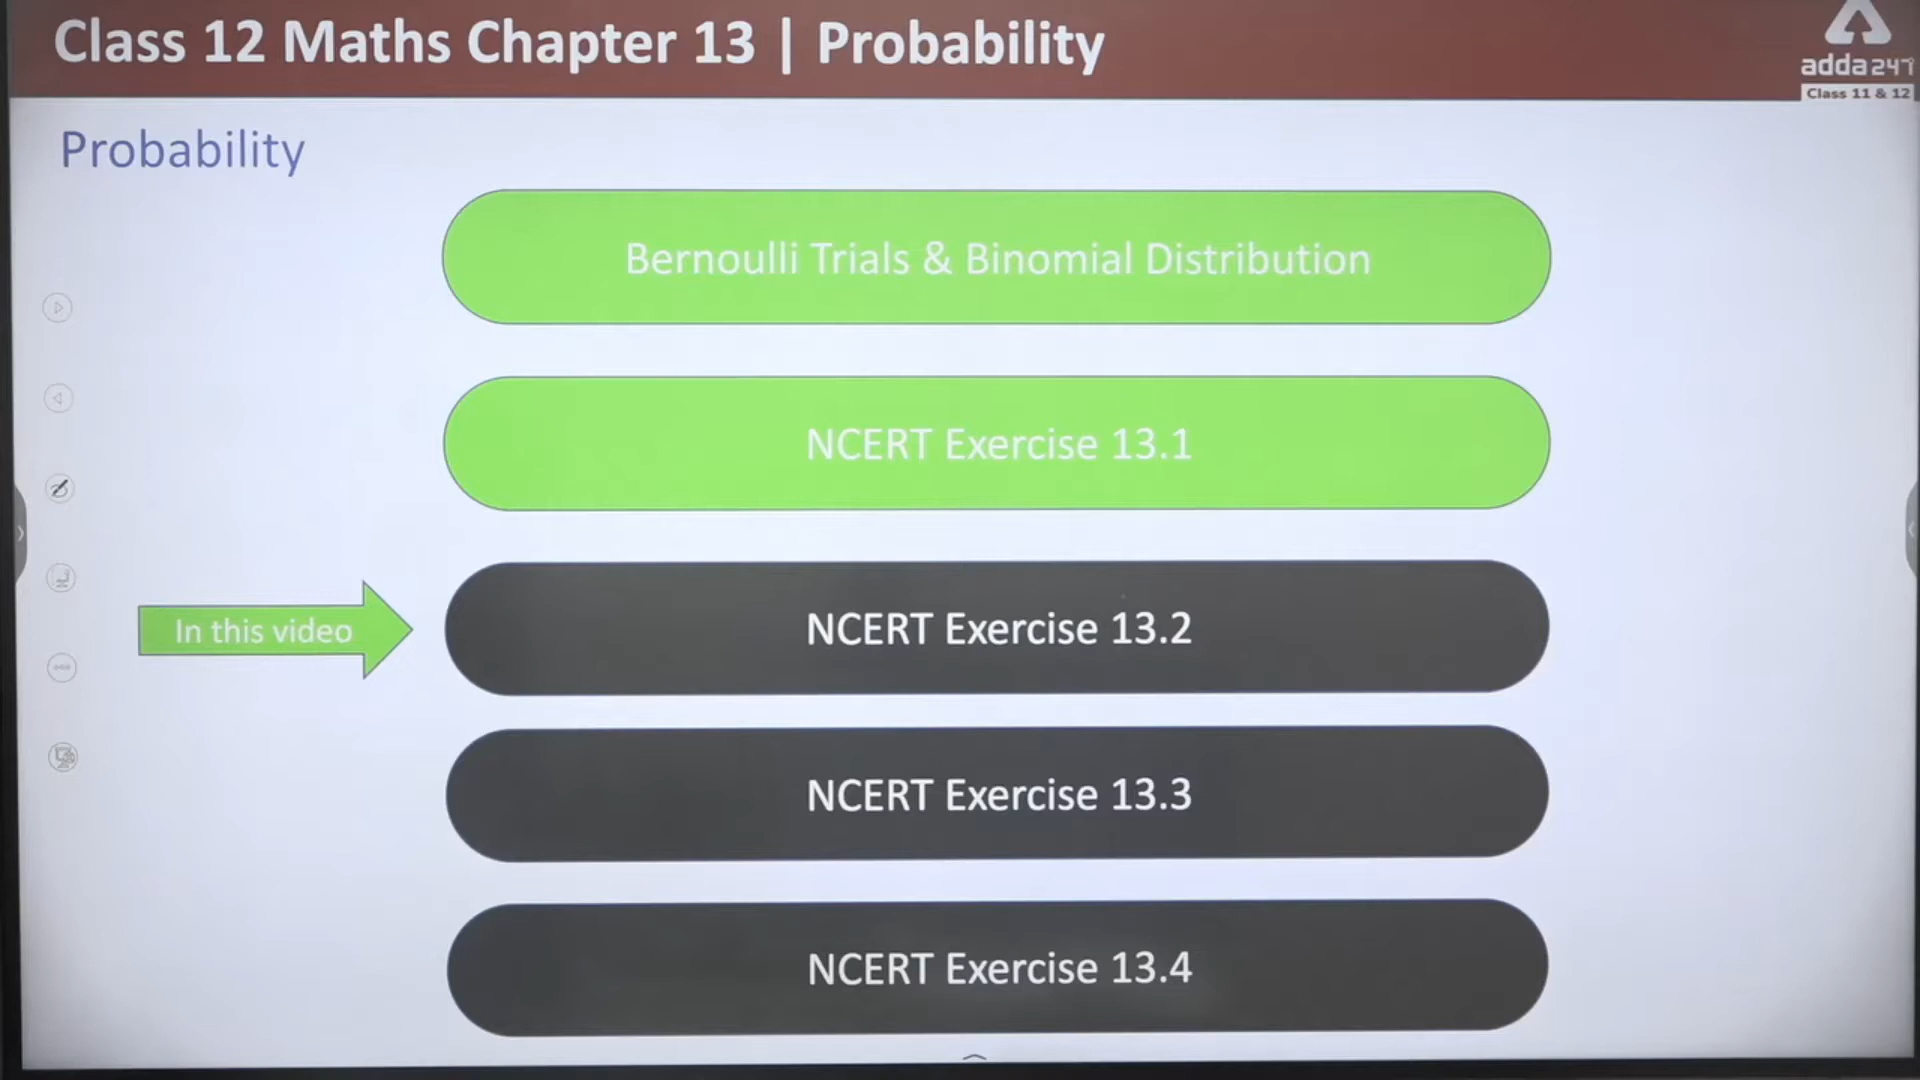 Class 12 Maths Chapter 13 | Probability
adda247
Class 11 & 12
Probability
Bernoulli Trials & Binomial Distribution
NCERT Exercise 13.1
In this video
NCERT Exercise 13.2
NCERT Exercise 13.3
NCERT Exercise 13.4